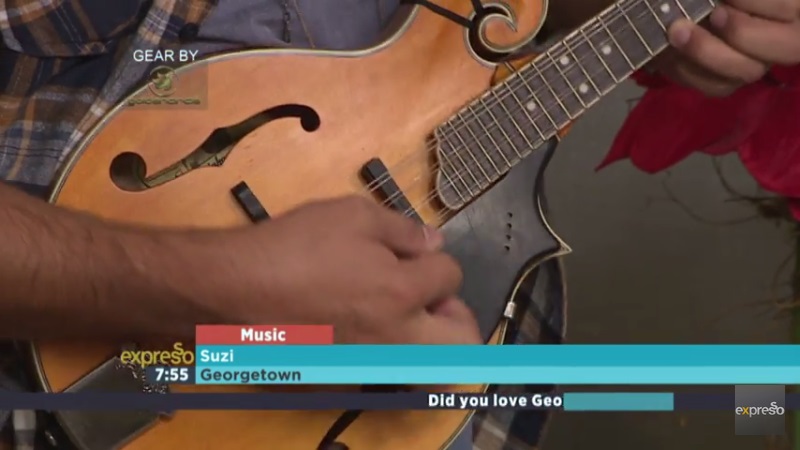 GEAR BY
Music
expresso
Suzi
7:55
Georgetown
Did you love Geo
expresso